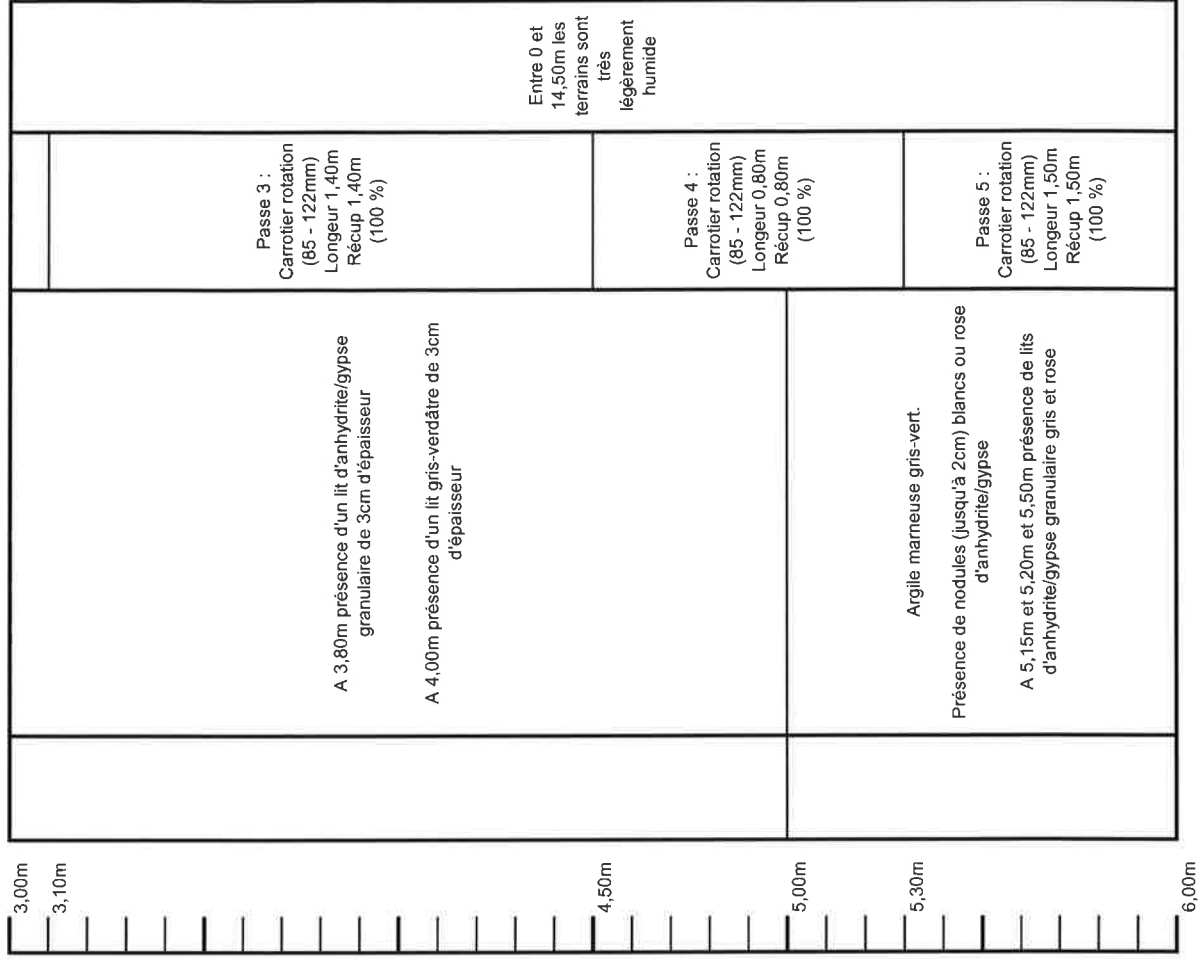 3,00m
3,10m
4,50m
5,00m
5,30m
6,00m
A 3,80m présence d'un lit d'anhydrite/gypse
granulaire de 3cm d'épaisseur
A 4,00m présence d'un lit gris-verdâtre de 3cm
d'épaisseur
Argile marneuse gris-vert.
Présence de nodules (jusqu'à 2cm) blancs ou rose
d'anhydrite/gypse
A 5,15m et 5,20m et 5,50m présence de lits
d'anhydrite/gypse granulaire gris et rose
Passe 3 :
Carrotier rotation
(85 - 122mm)
Longeur 1,40m
Récup 1,40m
(100 %)
Passe 4 :
Carrotier rotation
(85 - 122mm)
Longeur 0,80m
Récup 0,80m
(100 %)
Passe 5 :
Carrotier rotation
(85 - 122mm)
Longeur 1,50m
Récup 1,50m
(100 %)
Entre 0 et
14,50m les
terrains sont
très
légèrement
humide